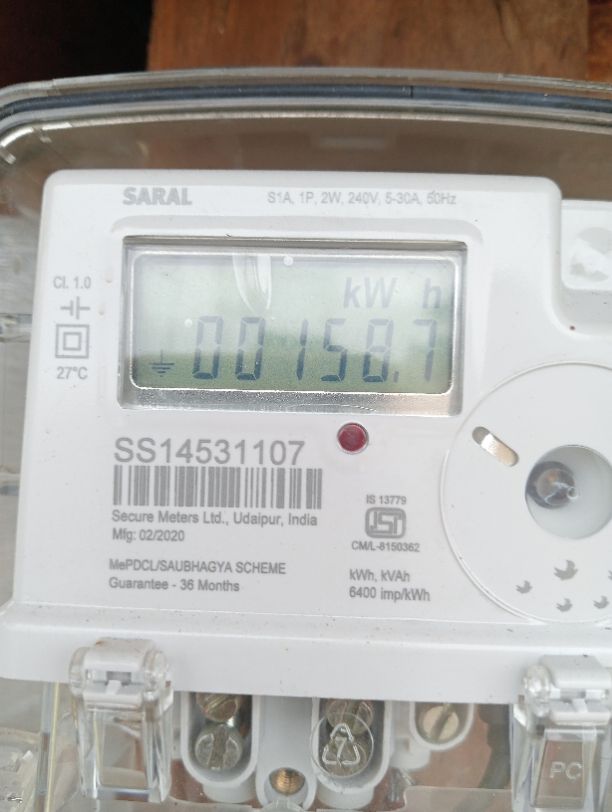 SARAL
S1A, 1P, 2W, 240V, 5-30A, 50Hz
Cl. 1.0
kW h
00158.7
27°C
SS14531107
Secure Meters Ltd., Udaipur, India
Mfg: 02/2020
IS 13779
CM/L-8150362
MePDCL/SAUBHAGYA SCHEME
Guarantee - 36 Months
kWh, kVAh
6400 imp/kWh
7
PC